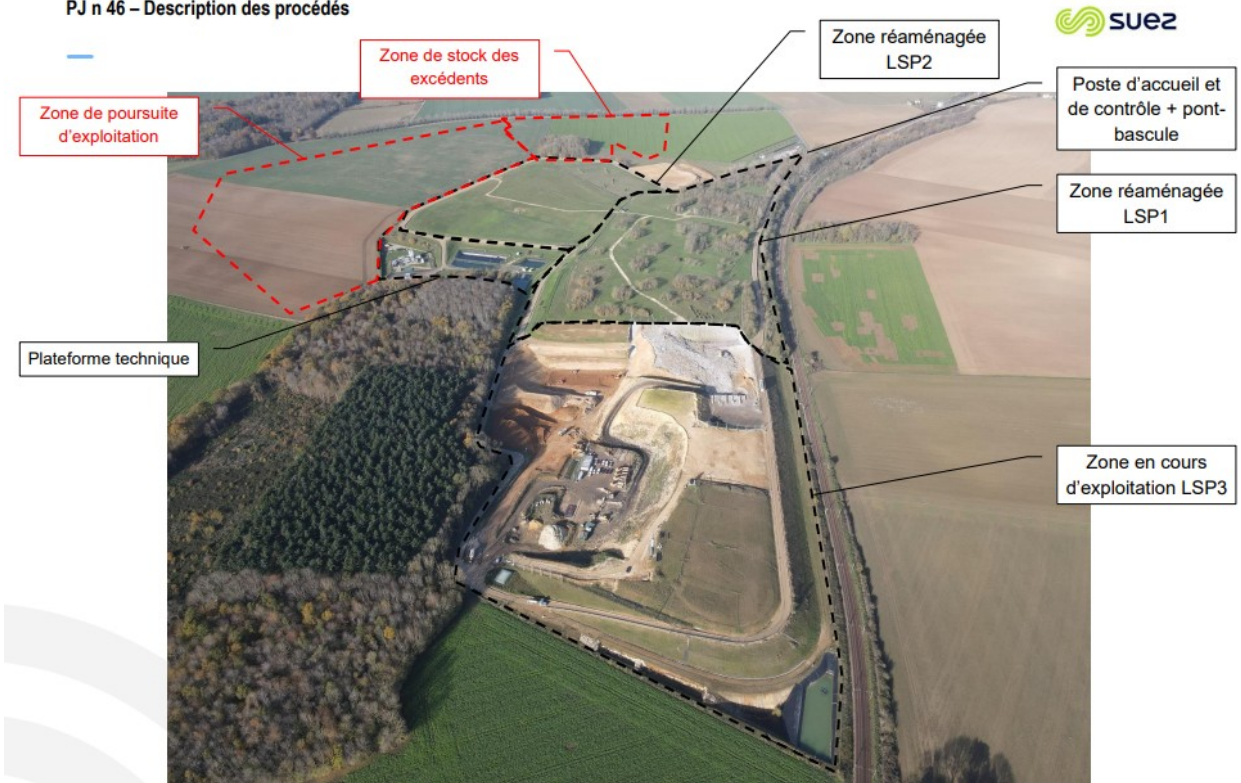 PJ n 46 – Description des procédés
suez
Zone réaménagée
LSP2
Zone de stock des
excédents
Poste d'accueil et
de contrôle + pont-
bascule
Zone de poursuite
d'exploitation
Zone réaménagée
LSP1
Plateforme technique
Zone en cours
d'exploitation LSP3